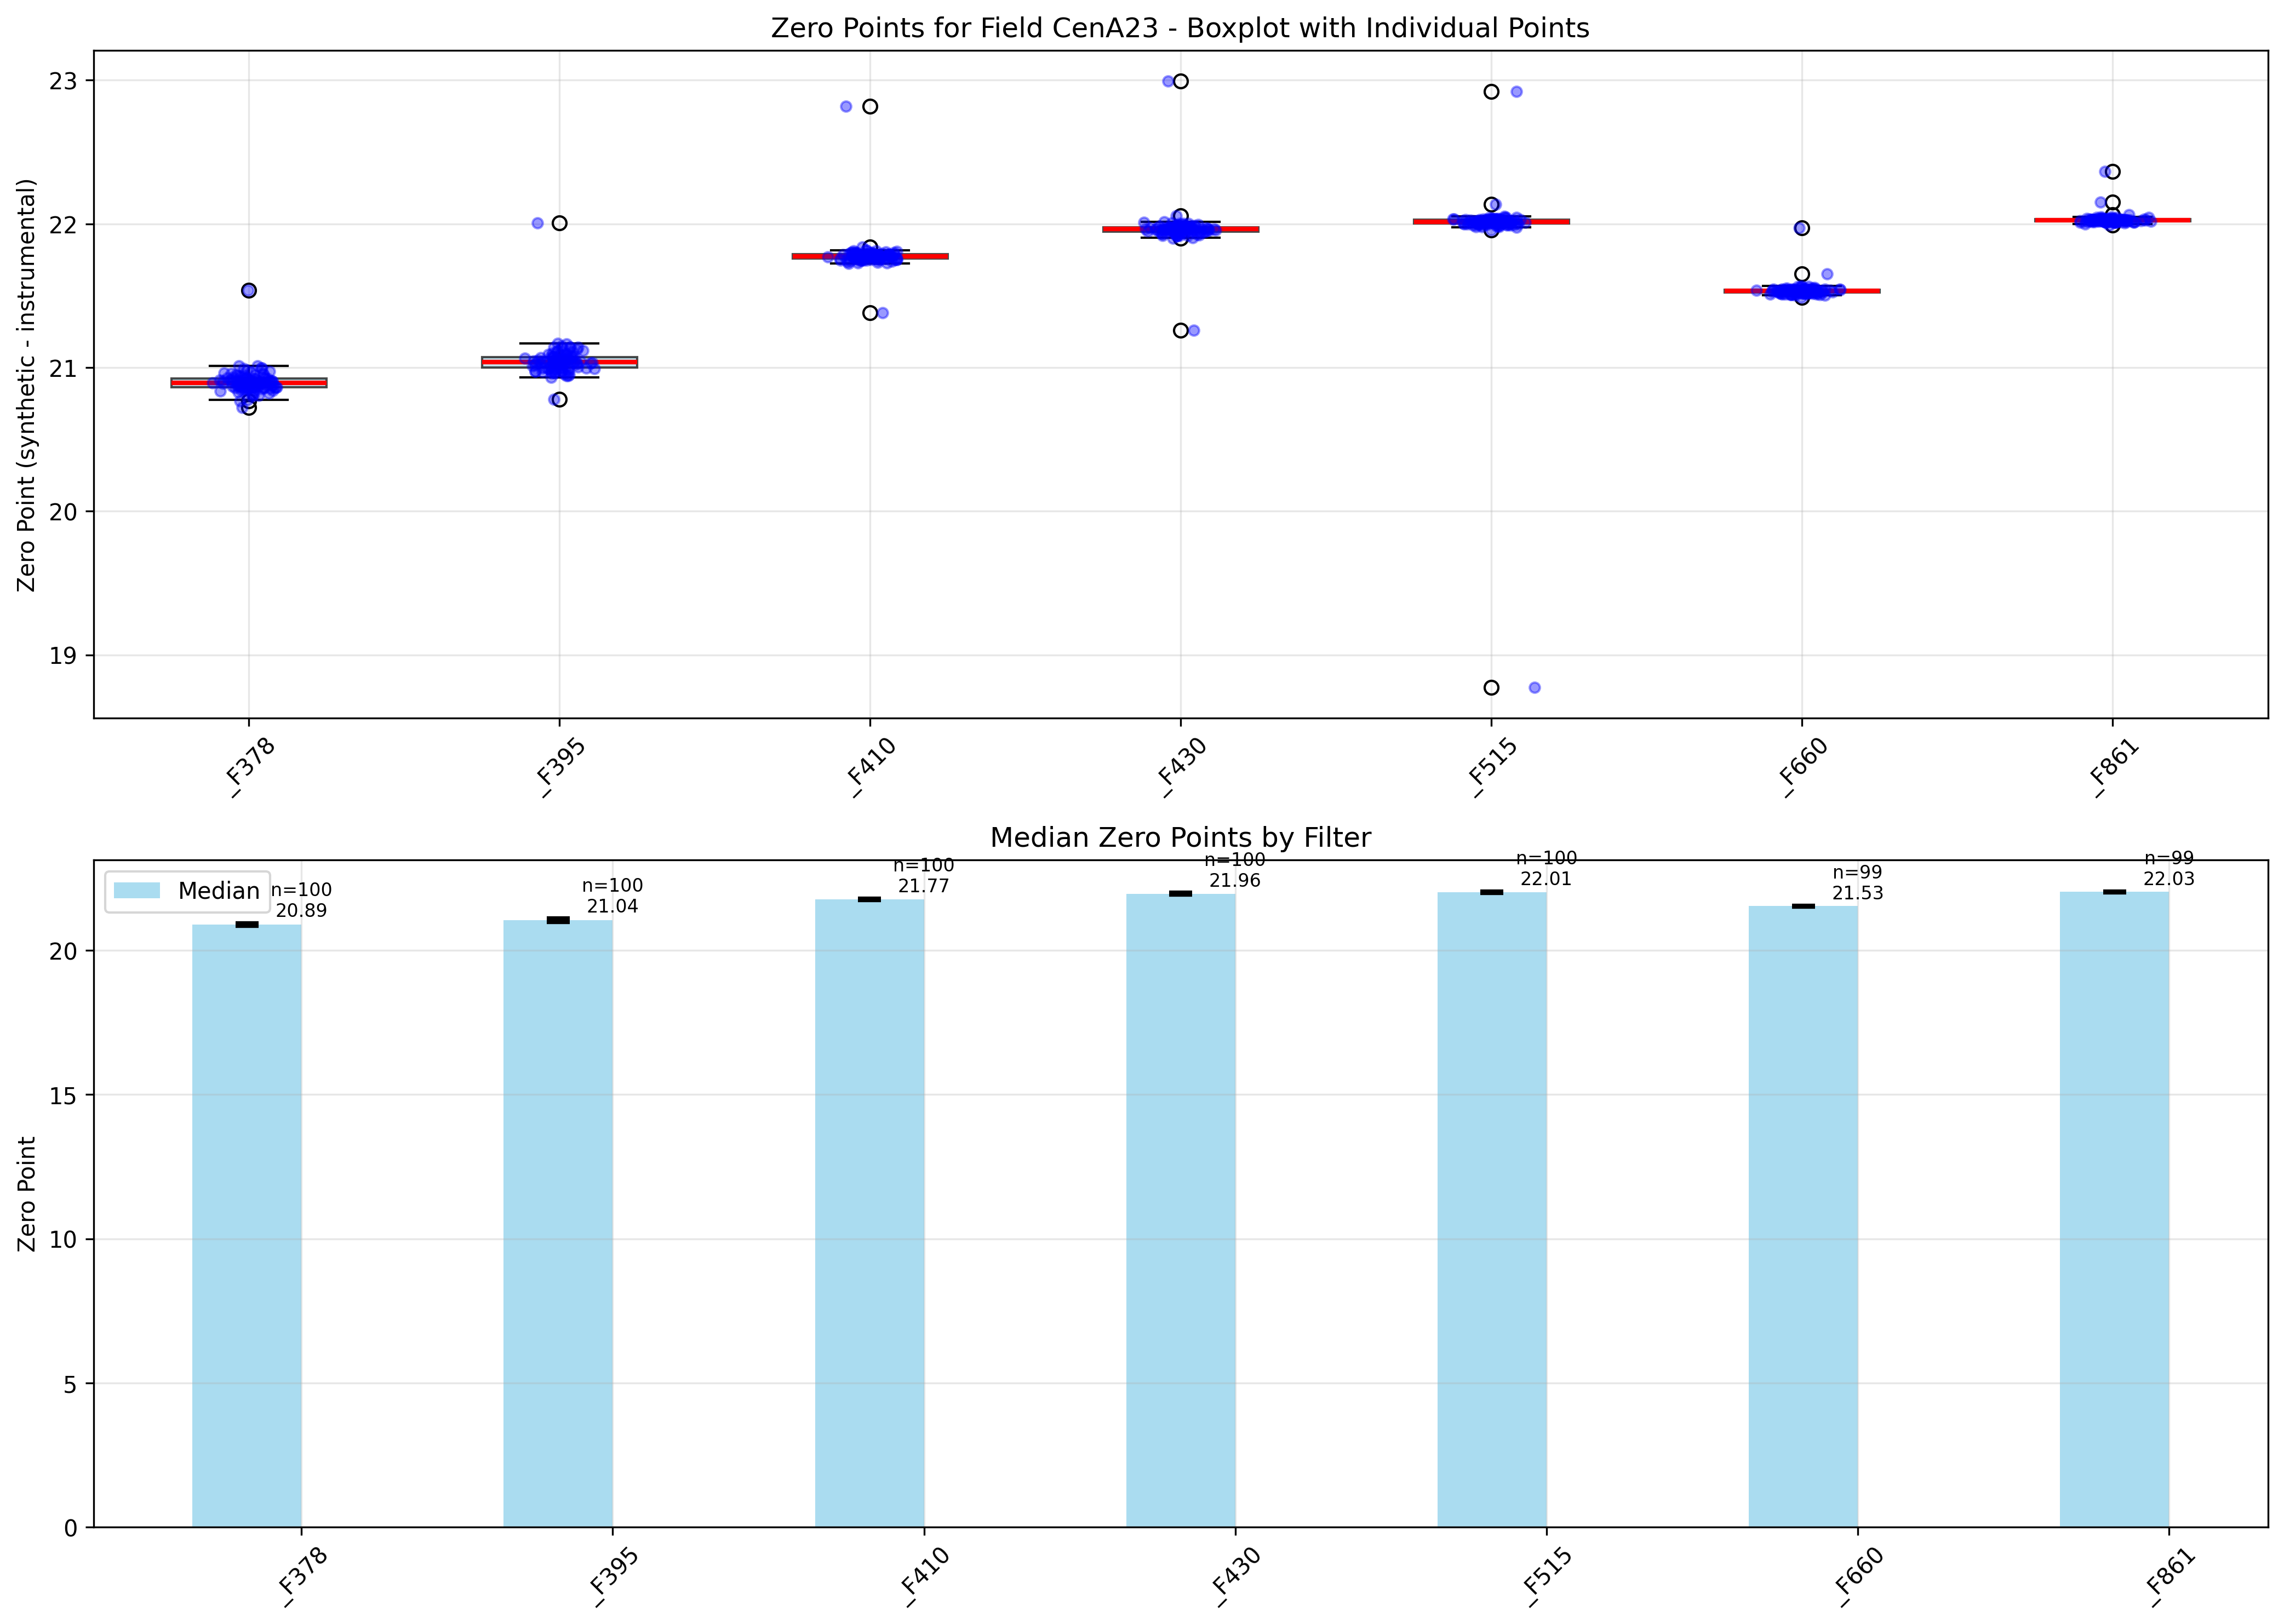 Zero Points for Field CenA23 - Boxplot with Individual Points
Zero Point (synthetic - instrumental)
23
22
21
20
19
_F378
_F395
_F410
_F430
_F515
_F660
_F861
Median Zero Points by Filter
Zero Point
20
15
10
5
0
Median
n=100
20.89
n=100
21.04
n=100
21.77
n=100
21.96
n=100
22.01
n=99
21.53
n=99
22.03
_F378
_F395
_F410
_F430
_F515
_F660
_F861